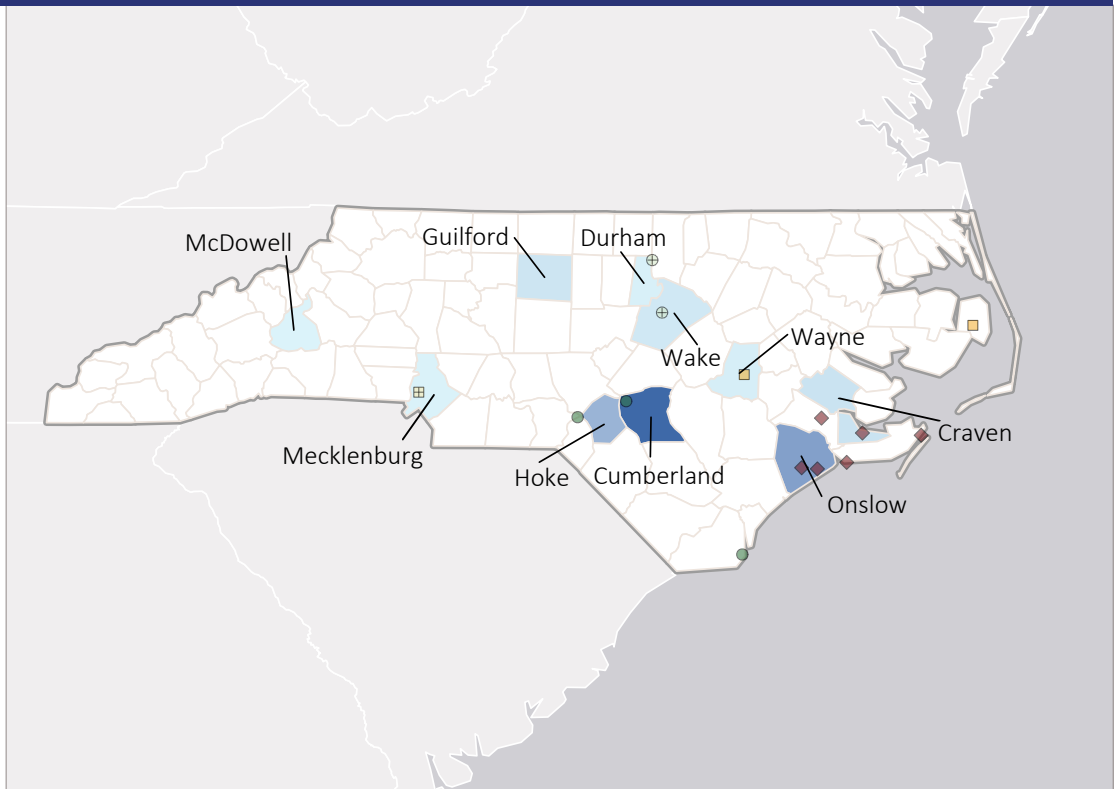 Guilford
Durham
McDowell
Wayne
Wake
Craven
Mecklenburg
Hoke
Cumberland
Onslow